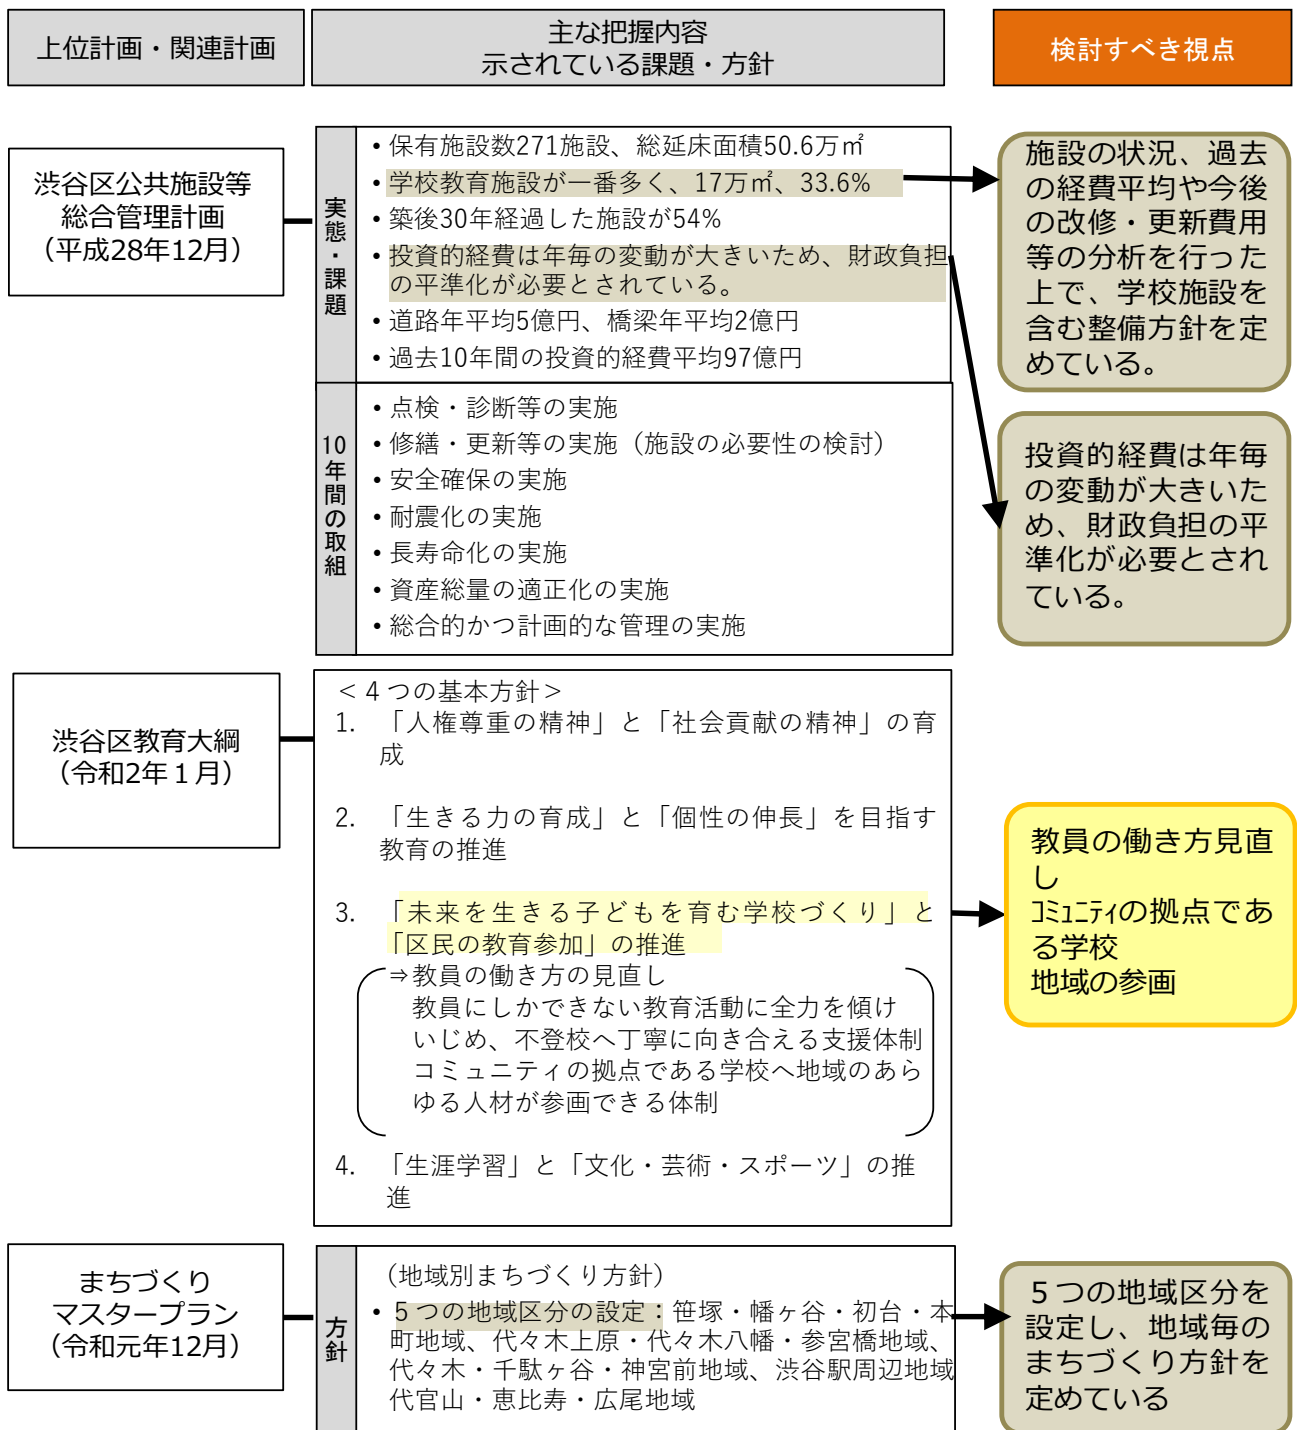 上位計画・関連計画
主な把握内容
示されている課題・方針
検討すべき視点
渋谷区公共施設等
総合管理計画
（平成28年12月）
実態・課題
• 保有施設数271施設、総延床面積50.6万㎡
• 学校教育施設が一番多く、17万㎡、33.6%
• 築後30年経過した施設が54%
• 投資的経費は年毎の変動が大きいため、財政負担
の平準化が必要とされている。
• 道路年平均5億円、橋梁年平均2億円
• 過去10年間の投資的経費平均97億円
施設の状況、過去
の経費平均や今後
の改修・更新費用
等の分析を行った
上で、学校施設を
含む整備方針を定
めている。
10年間の取組
• 点検・診断等の実施
• 修繕・更新等の実施（施設の必要性の検討）
• 安全確保の実施
• 耐震化の実施
• 長寿命化の実施
• 資産総量の適正化の実施
• 総合的かつ計画的な管理の実施
投資的経費は年毎
の変動が大きいた
め、財政負担の平
準化が必要とされ
ている。
渋谷区教育大綱
（令和2年１月）
＜４つの基本方針＞
1. 「人権尊重の精神」と「社会貢献の精神」の育
成
2. 「生きる力の育成」と「個性の伸長」を目指す
教育の推進
3. 「未来を生きる子どもを育む学校づくり」と
「区民の教育参加」の推進
⇒教員の働き方の見直し
教員にしかできない教育活動に全力を傾け
いじめ、不登校へ丁寧に向き合える支援体制
コミュニティの拠点である学校へ地域のあら
ゆる人材が参画できる体制
4. 「生涯学習」と「文化・芸術・スポーツ」の推
進
教員の働き方見直
し
ｺﾐｭﾆﾃｨの拠点であ
る学校
地域の参画
まちづくり
マスタープラン
（令和元年12月）
方針
（地域別まちづくり方針）
• ５つの地域区分の設定：笹塚・幡ヶ谷・初台・本
町地域、代々木上原・代々木八幡・参宮橋地域、
代々木・千駄ヶ谷・神宮前地域、渋谷駅周辺地域
代官山・恵比寿・広尾地域
５つの地域区分を
設定し、地域毎の
まちづくり方針を
定めている